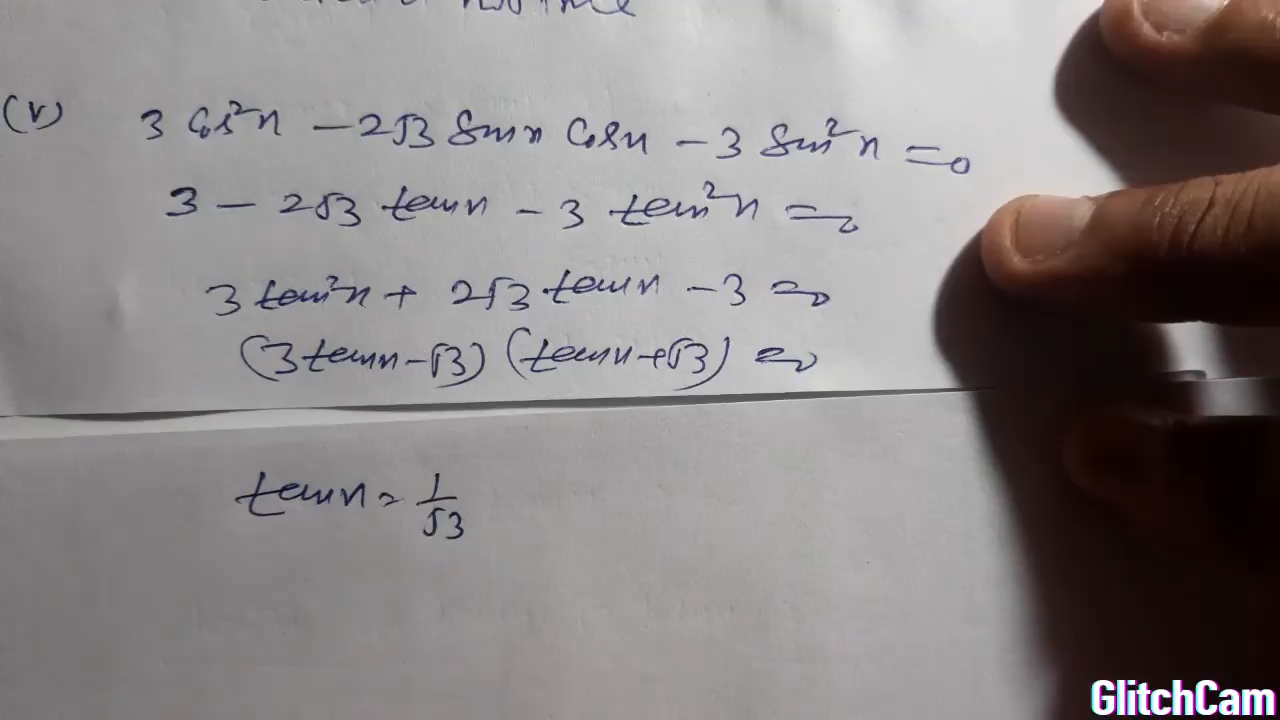 (V) 3 Cos²x - 2√3 Sinx Cosx - 3 Sin²x = 0
3 - 2√3 tanx - 3 tan²x = 0
3 tan²x + 2√3 tanx - 3 = 0
(3 tanx - √3) (tanx + √3) = 0
tanx = 1/√3
GlitchCam